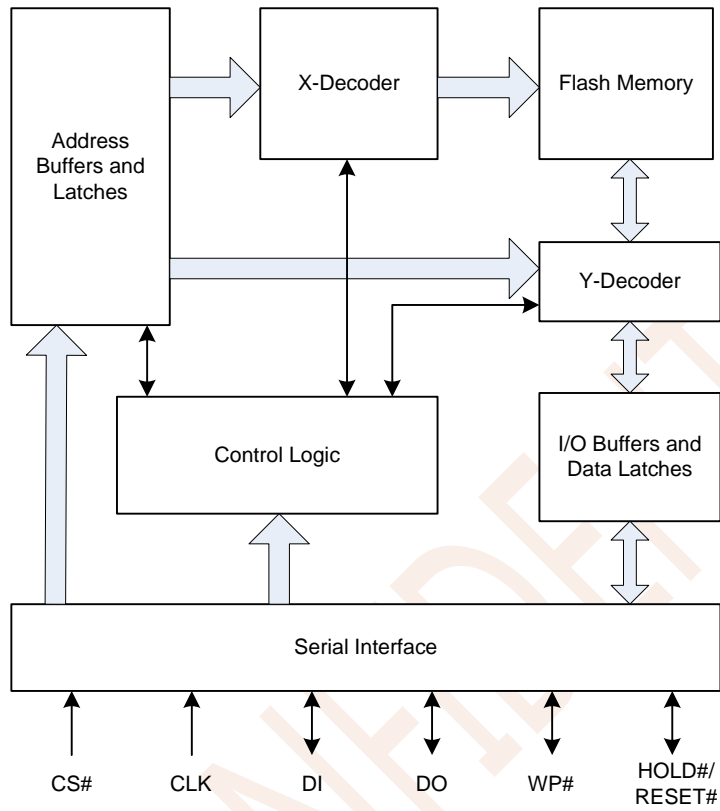 X-Decoder
Flash Memory
Address
Buffers and
Latches
Y-Decoder
Control Logic
I/O Buffers and
Data Latches
Serial Interface
CS#
CLK
DI
DO
WP#
HOLD#/
RESET#